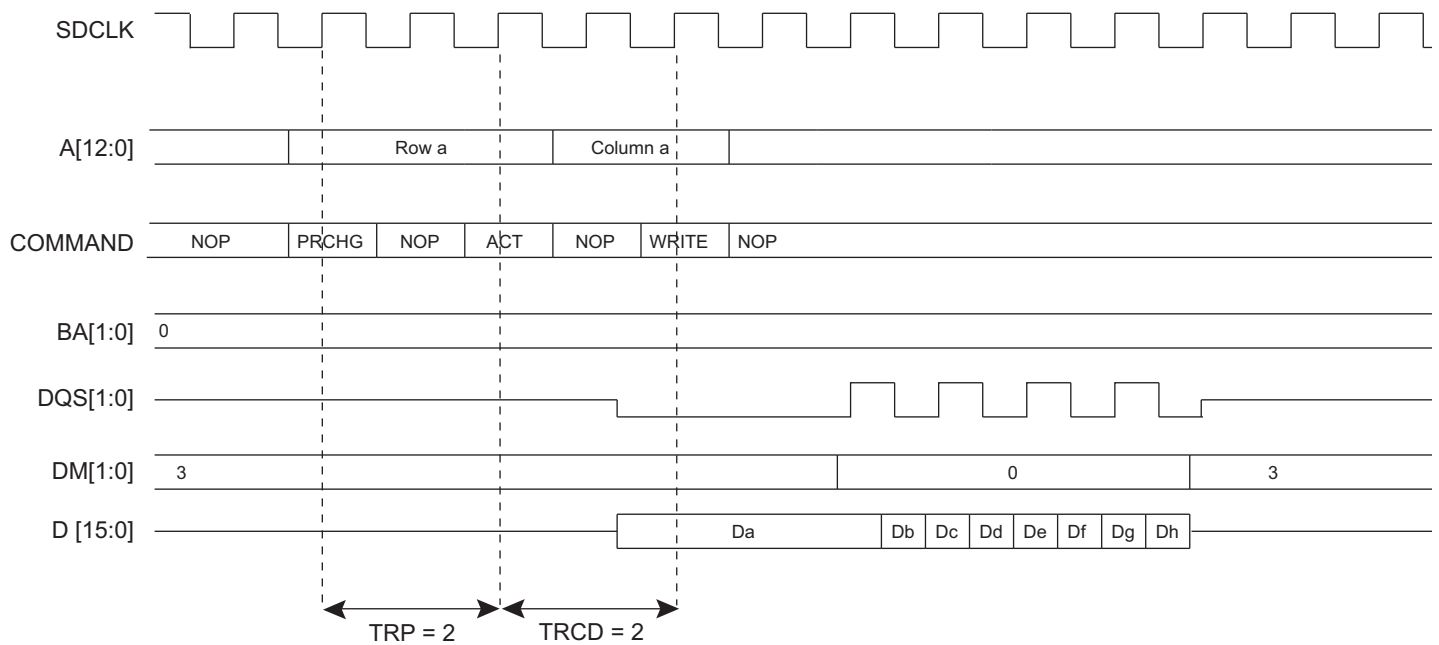 SDCLK
A[12:0] Row a Column a
COMMAND NOP PRCHG NOP ACT NOP WRITE NOP
BA[1:0] 0
DQS[1:0]
DM[1:0] 3 0 3
D [15:0] Da Db Dc Dd De Df Dg Dh
TRP = 2 TRCD = 2